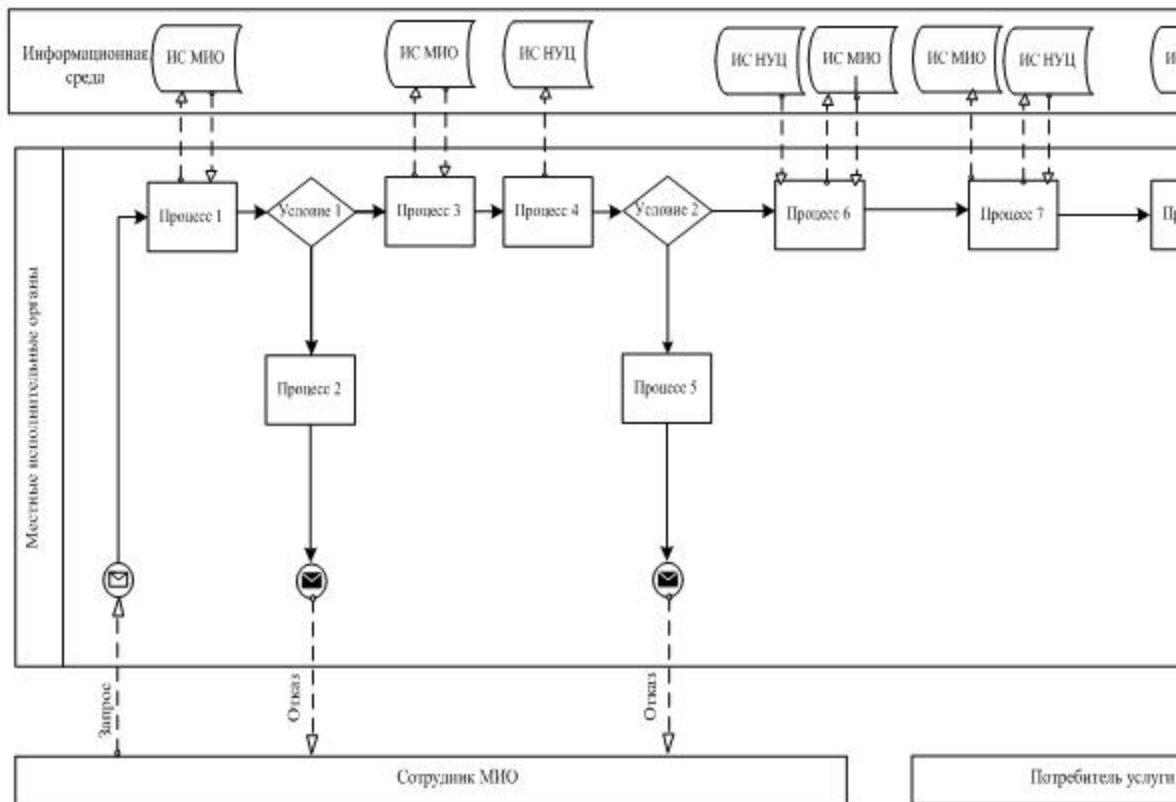 Информационная
среда
ИС МИО
ИС МИО
ИС НУЦ
ИС НУЦ
ИС МИО
ИС МИО
ИС НУЦ
Местные исполнительные органы
Процесс 1
Условие 1
Процесс 3
Процесс 4
Условие 2
Процесс 6
Процесс 7
Процесс 2
Процесс 5
Запрос
Отказ
Отказ
Сотрудник МИО
Потребитель услуги